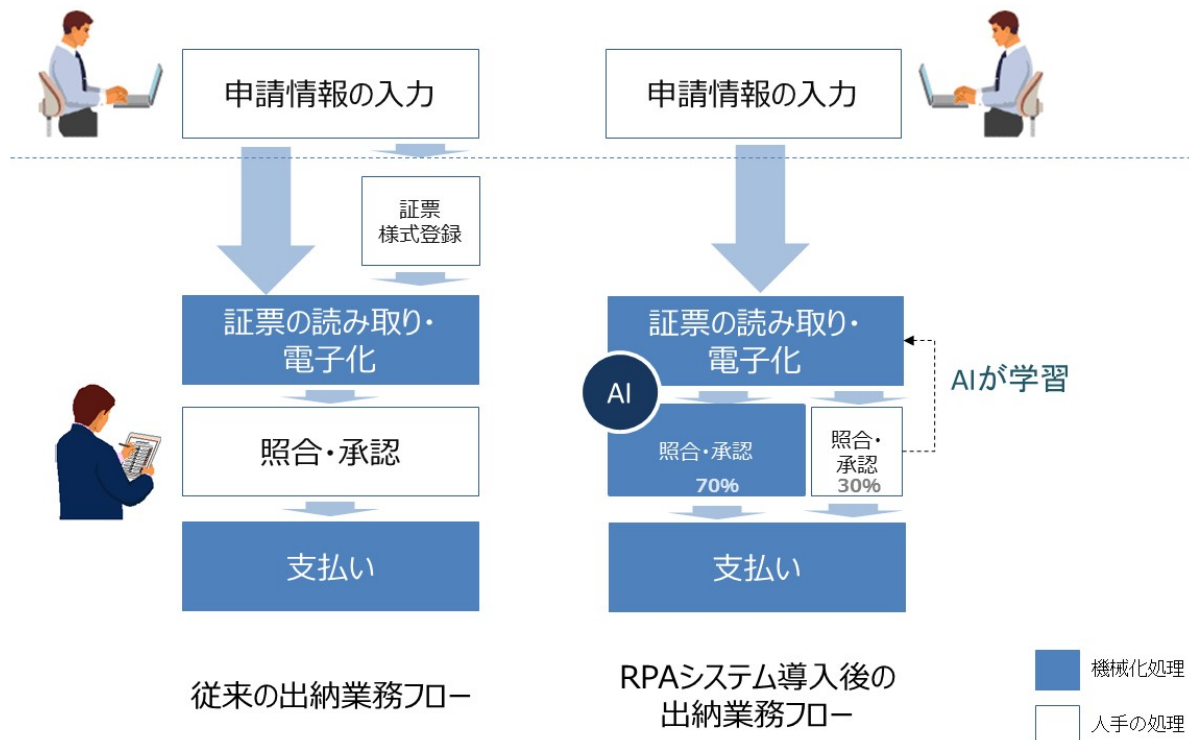 申請情報の入力
証票
様式登録
証票の読み取り・
電子化
照合・承認
支払い
従来の出納業務フロー
申請情報の入力
証票の読み取り・
電子化
AI
照合・承認
70%
照合・
承認
30%
AIが学習
支払い
RPAシステム導入後の
出納業務フロー
機械化処理
人手の処理